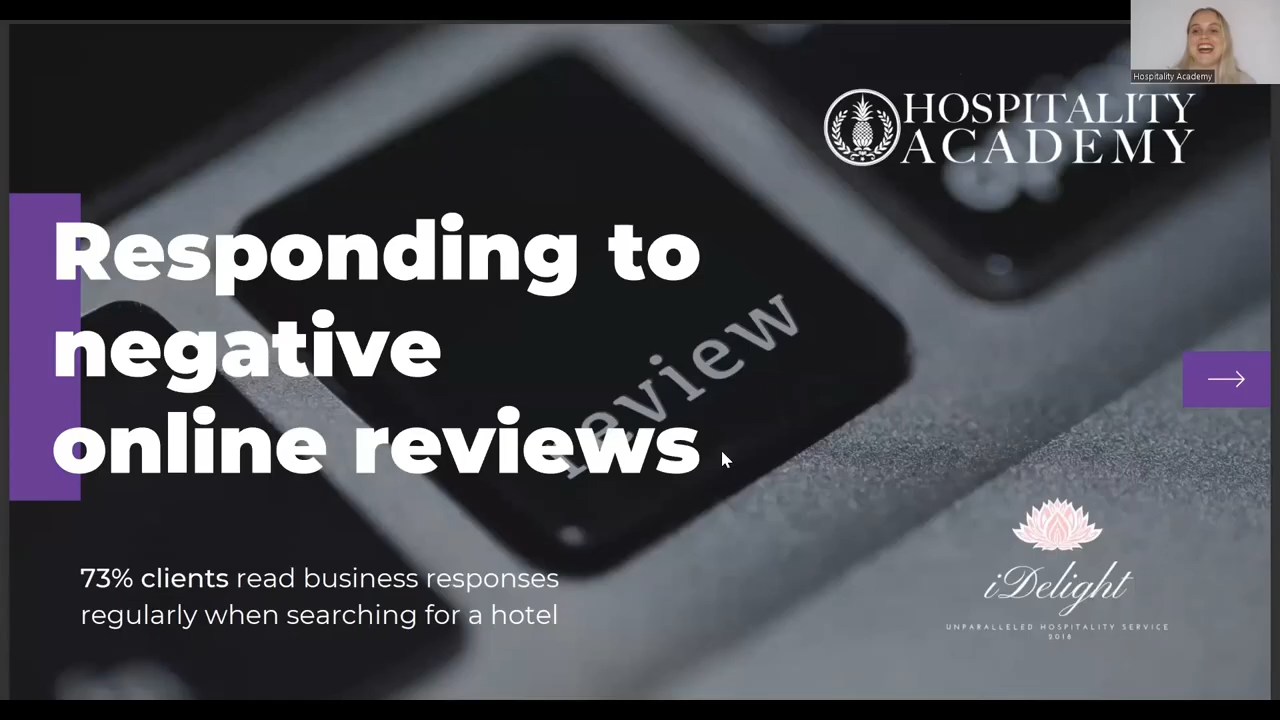 Hospitality Academy
HOSPITALITY
ACADEMY
Responding to
negative
online reviews
review
73% clients read business responses
regularly when searching for a hotel
iDelight
UNPARALLELED HOSPITALITY SERVICE
2018